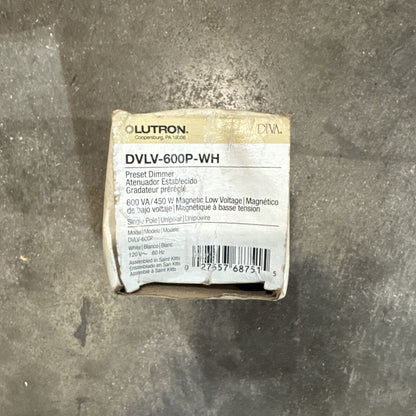 LUTRON.
Coopersburg, PA 18036
DIVA
DVLV-600P-WH
Preset Dimmer
Atenuador Establecido
Gradateur préréglé
600 VA/450 W Magnetic Low Voltage|Magnético
de bajo voltaje|Magnétique à basse tension
Single Pole|Unipolar|Unipolaire
Model|Modelo|Modèle
DVLV-600P
White|Blanco|Blanc
120 V~ 60 Hz
Assembled in Saint Kitts
Ensamblado en San Kitts
Assemblé à Saint Kitts
0 27557 68751 5